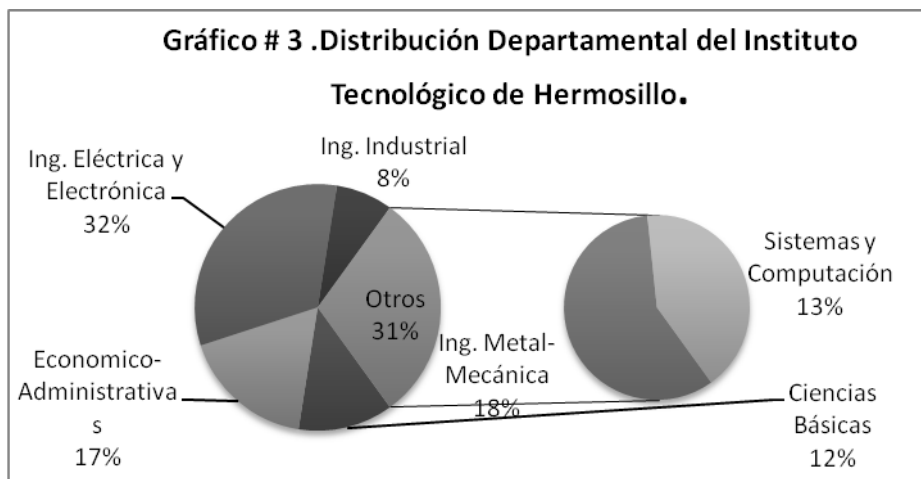 Gráfico # 3 .Distribución Departamental del Instituto
Tecnológico de Hermosillo.
Ing. Eléctrica y
Electrónica
32%
Ing. Industrial
8%
Otros
31%
Economico-
Administrativa
s
17%
Ing. Metal-
Mecánica
18%
Sistemas y
Computación
13%
Ciencias
Básicas
12%